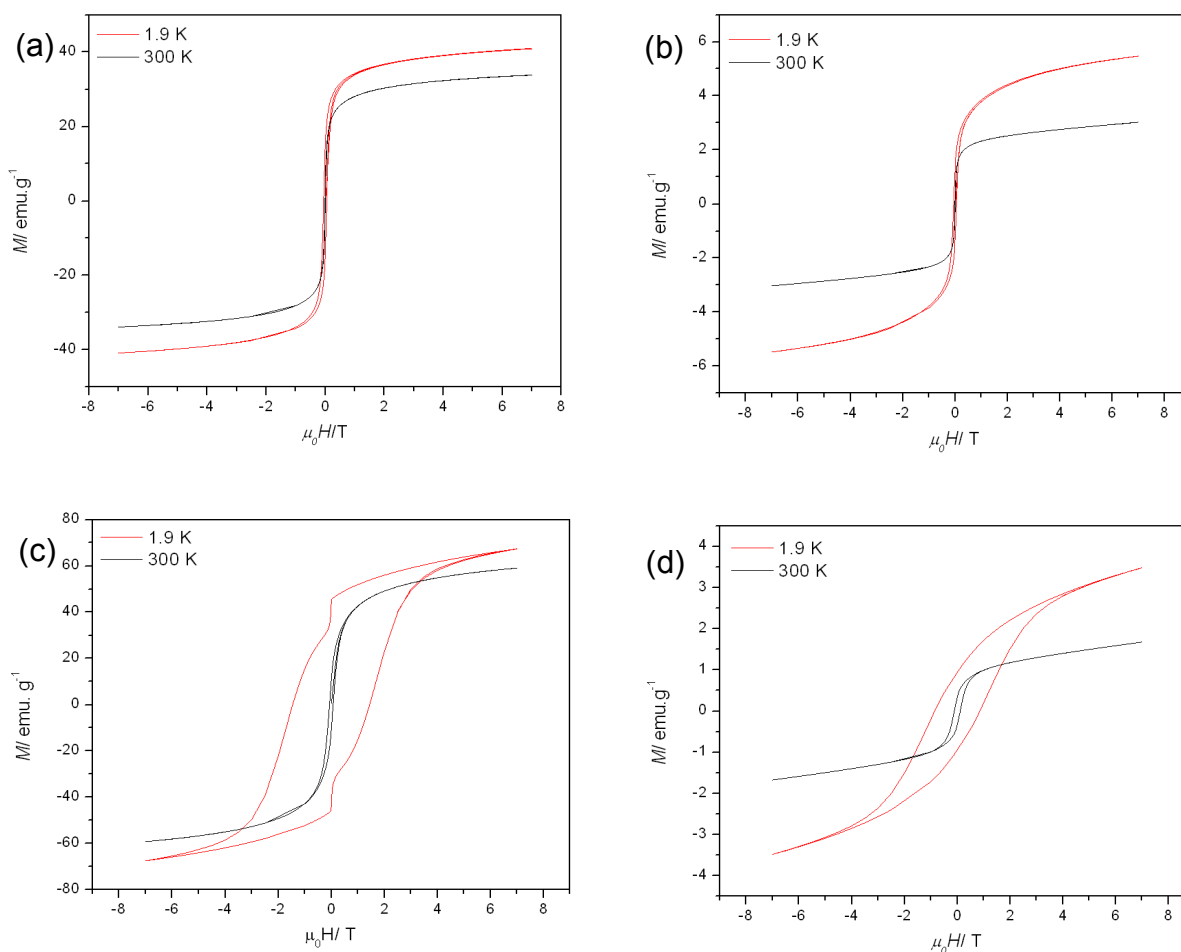 (a)
1.9 K
300 K
40
20
0
-20
-40
M/ emu.g⁻¹
-8 -6 -4 -2 0 2 4 6 8
μ₀H/T
(b)
1.9 K
300 K
6
4
2
0
-2
-4
-6
M/ emu.g⁻¹
-8 -6 -4 -2 0 2 4 6 8
μ₀H/ T
(c)
1.9 K
300 K
80
60
40
20
0
-20
-40
-60
-80
M/ emu. g⁻¹
-8 -6 -4 -2 0 2 4 6 8
μ₀H/ T
(d)
1.9 K
300 K
4
3
2
1
0
-1
-2
-3
-4
M/ emu.g⁻¹
-8 -6 -4 -2 0 2 4 6 8
μ₀H/ T